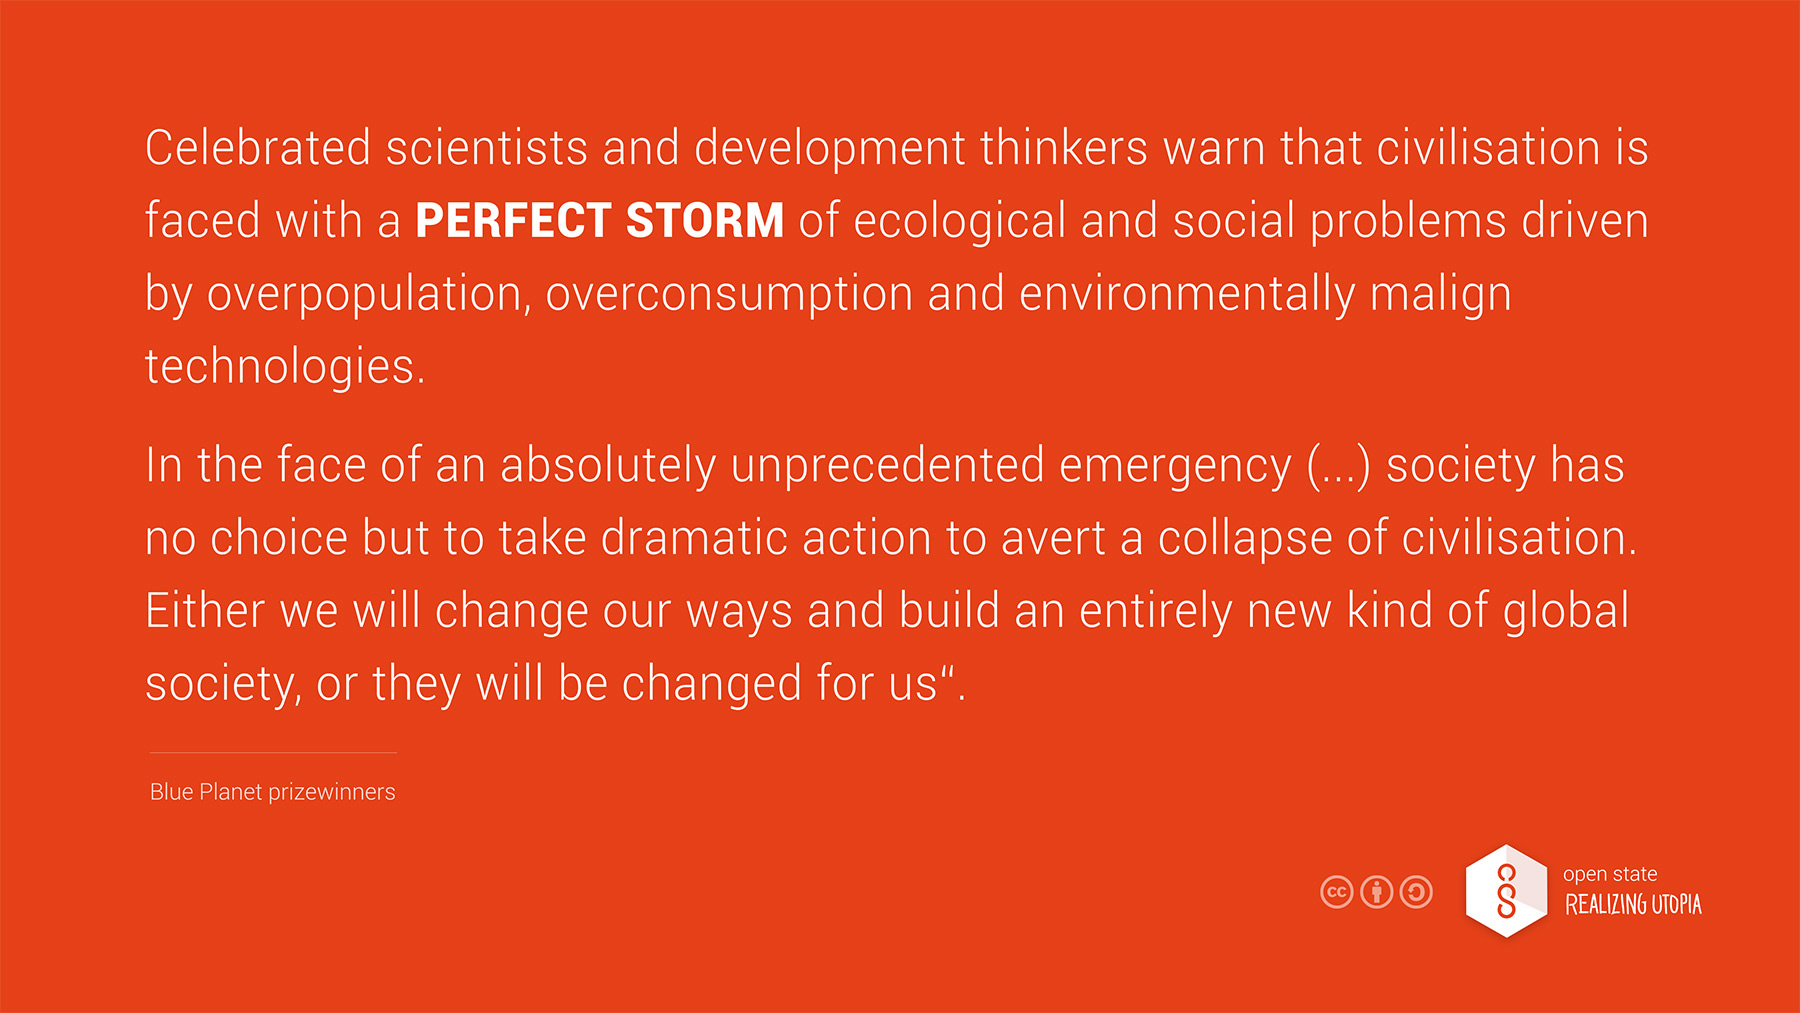 Celebrated scientists and development thinkers warn that civilisation is
faced with a PERFECT STORM of ecological and social problems driven
by overpopulation, overconsumption and environmentally malign
technologies.
In the face of an absolutely unprecedented emergency (...) society has
no choice but to take dramatic action to avert a collapse of civilisation.
Either we will change our ways and build an entirely new kind of global
society, or they will be changed for us“.
Blue Planet prizewinners
cc
open state
REALIZING UTOPIA